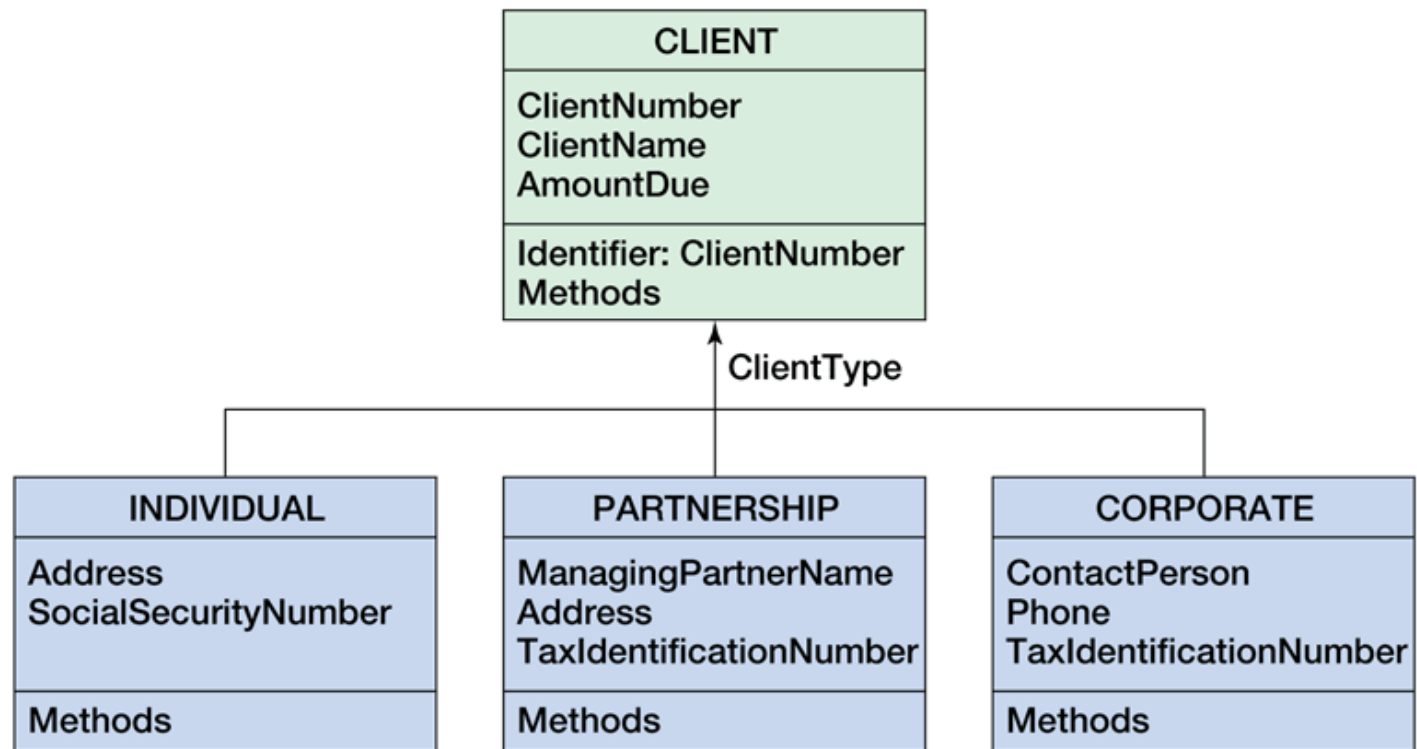 CLIENT
ClientNumber
ClientName
AmountDue
Identifier: ClientNumber
Methods
ClientType
INDIVIDUAL
Address
SocialSecurityNumber
Methods
PARTNERSHIP
ManagingPartnerName
Address
TaxIdentificationNumber
Methods
CORPORATE
ContactPerson
Phone
TaxIdentificationNumber
Methods